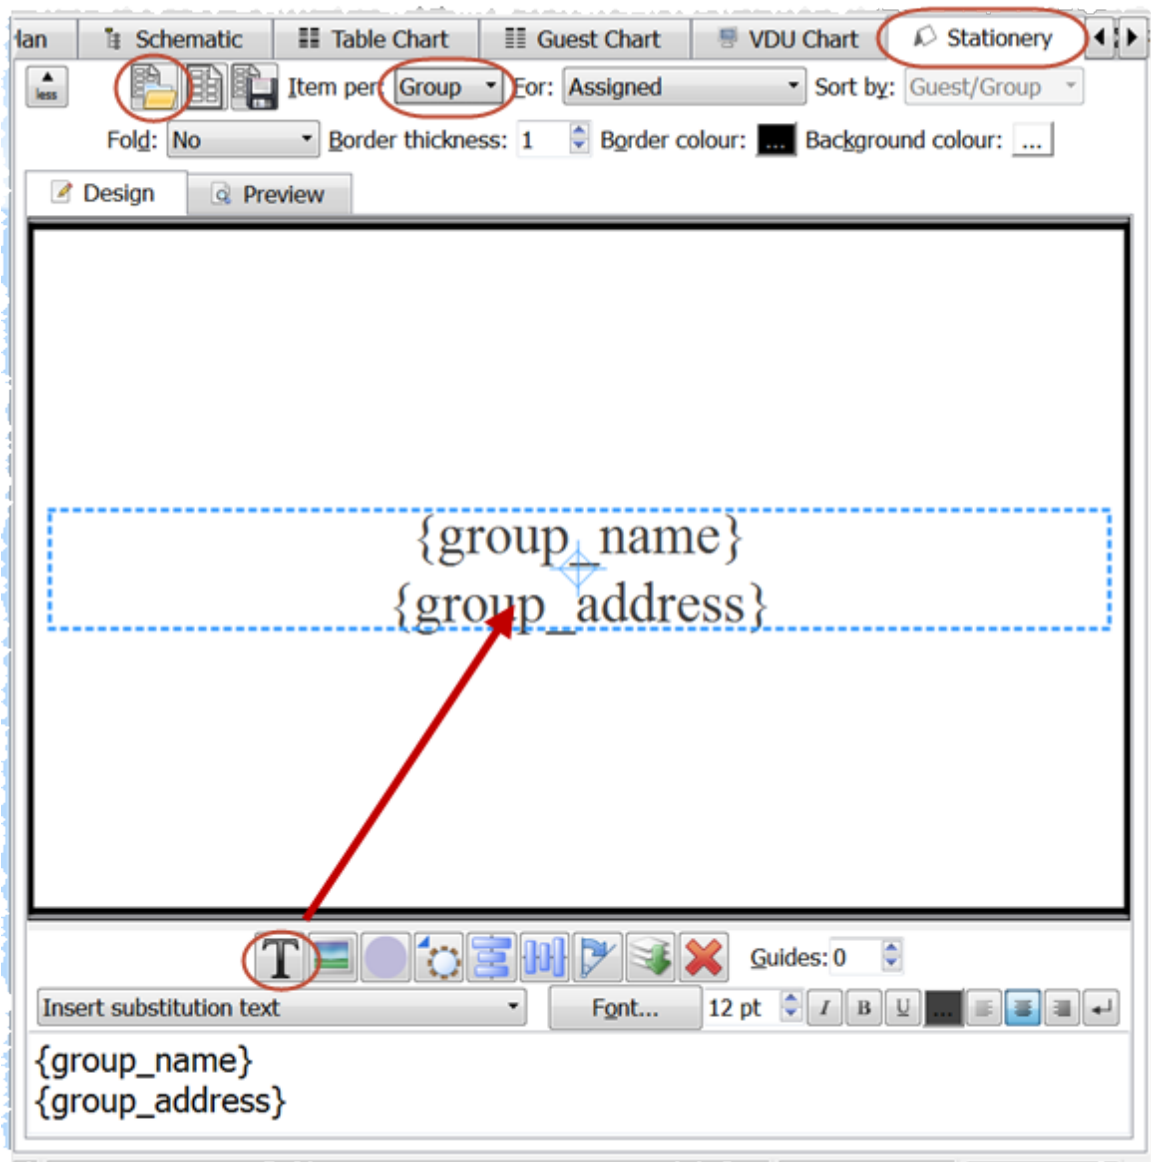 lan Schematic Table Chart Guest Chart VDU Chart Stationery
less Item per: Group For: Assigned Sort by: Guest/Group
Fold: No Border thickness: 1 Border colour: ... Background colour: ...
Design Preview
{group_name}
{group_address}
T Guides: 0
Insert substitution text Font... 12 pt I B U ...
{group_name}
{group_address}